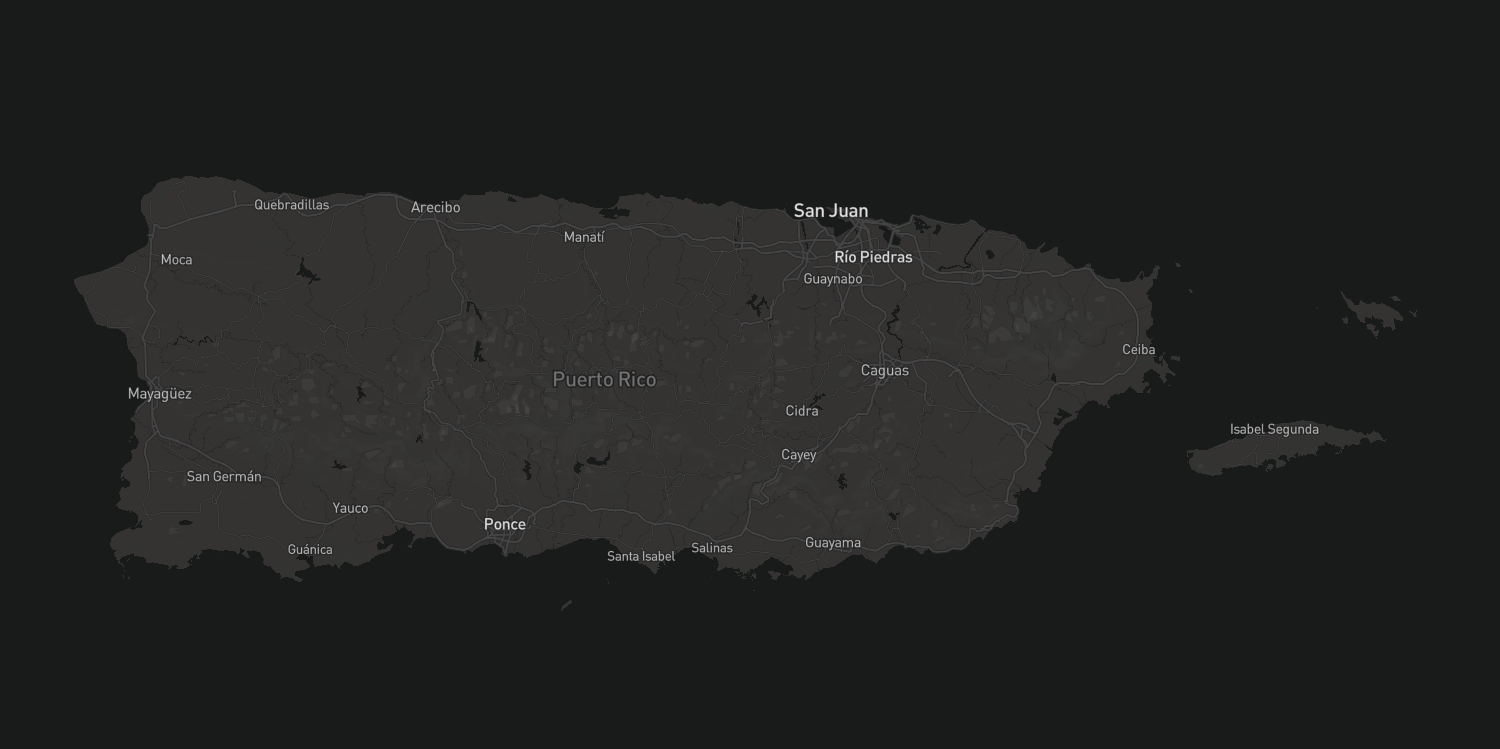 Quebradillas
Arecibo
San Juan
Manatí
Moca
Río Piedras
Guaynabo
Ceiba
Puerto Rico
Caguas
Mayagüez
Cidra
Isabel Segunda
Cayey
San Germán
Yauco
Ponce
Guánica
Santa Isabel
Salinas
Guayama